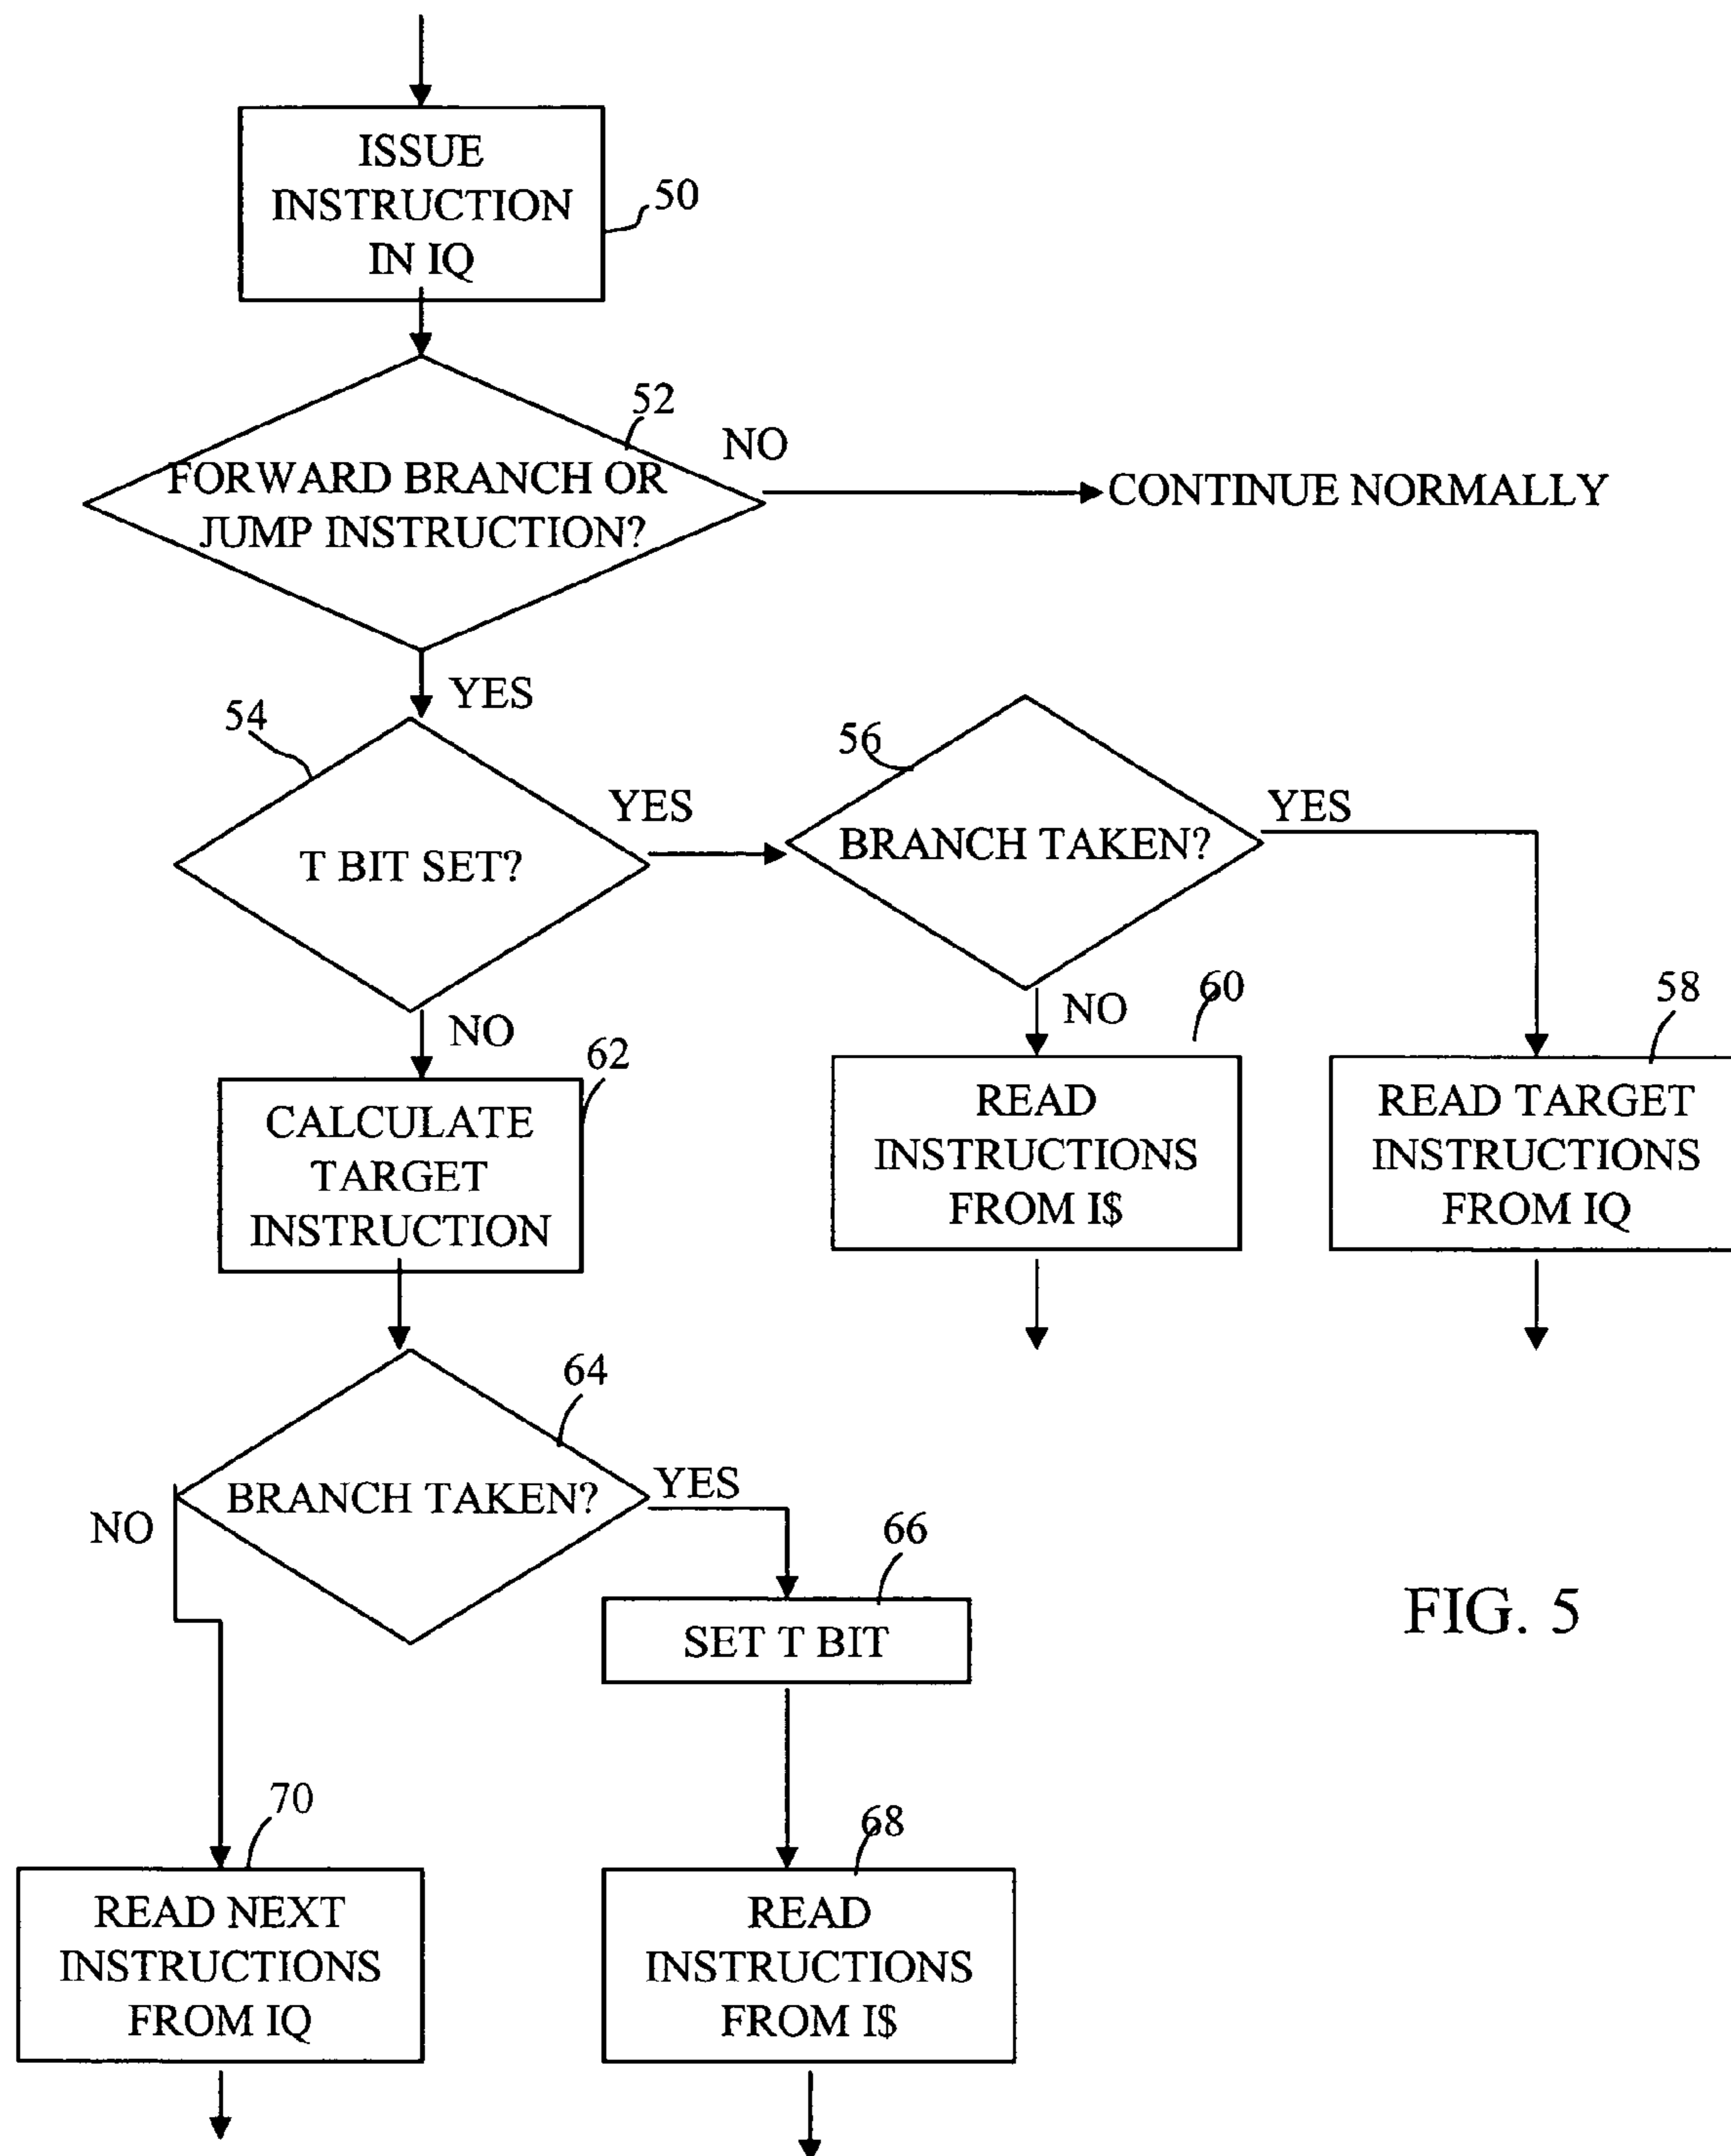 ISSUE
INSTRUCTION
IN IQ
50
52
NO
FORWARD BRANCH OR
JUMP INSTRUCTION?
CONTINUE NORMALLY
YES
54
T BIT SET?
YES
56
BRANCH TAKEN?
YES
NO
60
58
NO
62
CALCULATE
TARGET
INSTRUCTION
READ
INSTRUCTIONS
FROM I$
READ TARGET
INSTRUCTIONS
FROM IQ
64
BRANCH TAKEN?
YES
NO
66
SET T BIT
FIG. 5
70
68
READ NEXT
INSTRUCTIONS
FROM IQ
READ
INSTRUCTIONS
FROM I$